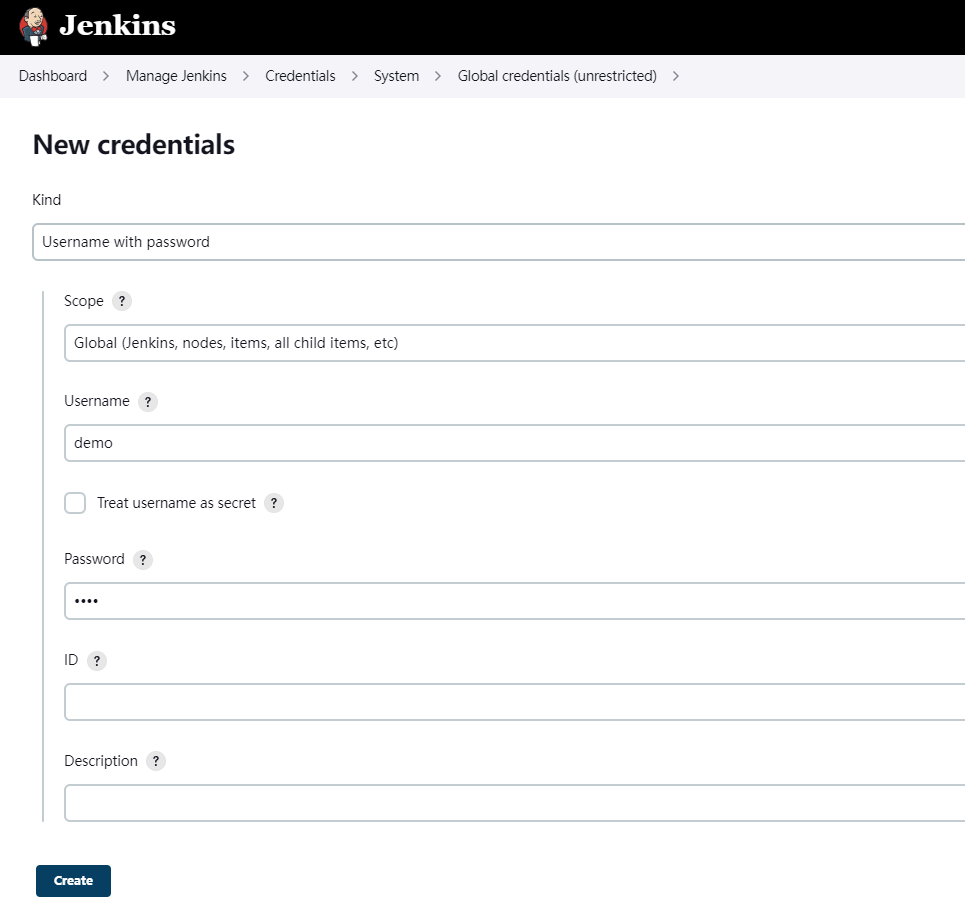 Jenkins
Dashboard > Manage Jenkins > Credentials > System > Global credentials (unrestricted) >
New credentials
Kind
Username with password
Scope ?
Global (Jenkins, nodes, items, all child items, etc)
Username ?
demo
Treat username as secret ?
Password ?
••••
ID ?
Description ?
Create